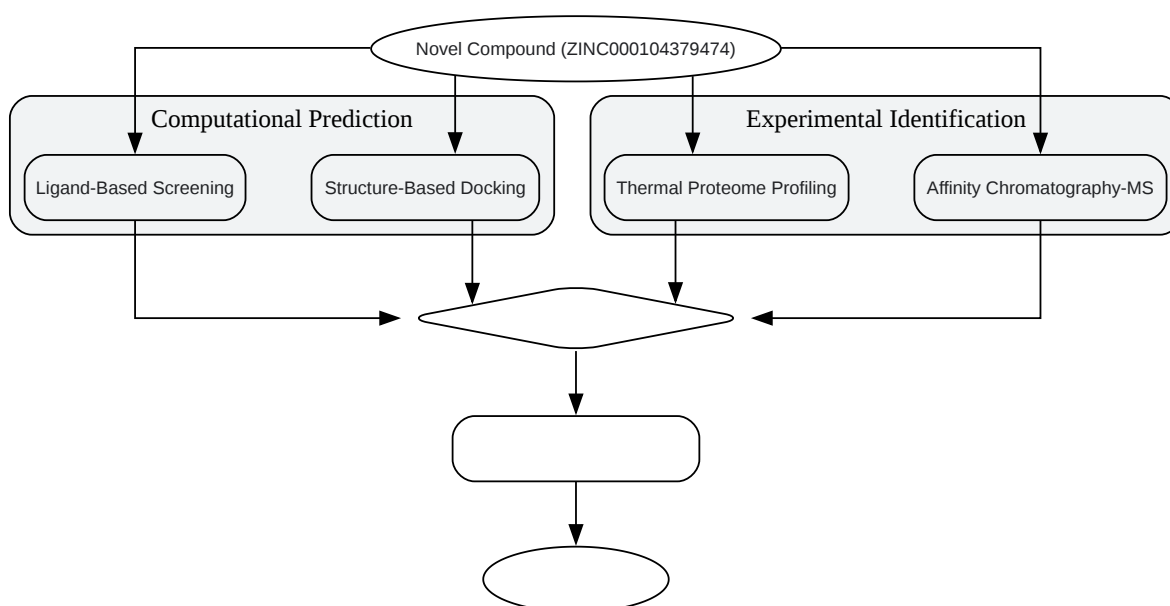 Novel Compound (ZINC000104379474)
Computational Prediction
Experimental Identification
Ligand-Based Screening
Structure-Based Docking
Thermal Proteome Profiling
Affinity Chromatography-MS